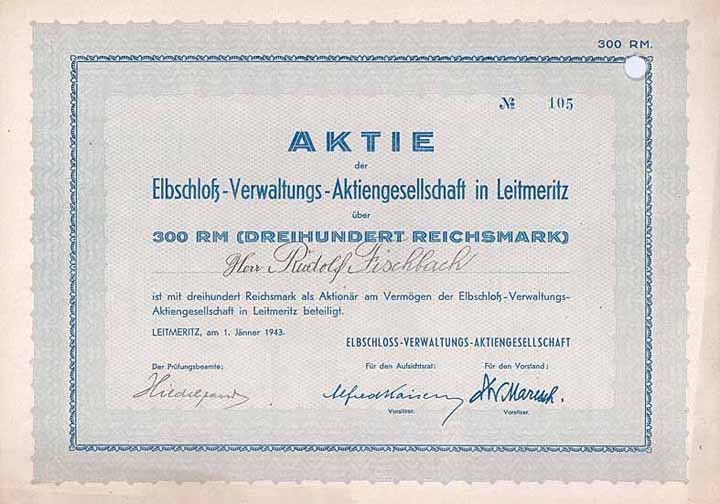 300 RM.
№ 105
AKTIE
der
Elbschloß-Verwaltungs-Aktiengesellschaft in Leitmeritz
über
300 RM (DREIHUNDERT REICHSMARK)
Herr Rudolf Fischbach
ist mit dreihundert Reichsmark als Aktionär am Vermögen der Elbschloß-Verwaltungs-
Aktiengesellschaft in Leitmeritz beteiligt.
LEITMERITZ, am 1. Jänner 1943.
ELBSCHLOSS-VERWALTUNGS-AKTIENGESELLSCHAFT
Der Prüfungsbeamte: Für den Aufsichtsrat: Für den Vorstand:
Alfred Kaiser
Vorsitzer. Vorsitzer.